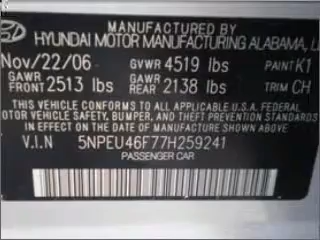 HYUNDAI MOTOR MANUFACTURING ALABAMA,
Nov/22/06 GVWR 4519 lbs PAINT K1
GAWR FRONT 2513 lbs GAWR REAR 2138 lbs TRIM CH
THIS VEHICLE CONFORMS TO ALL APPLICABLE U.S.A. FEDERAL
MOTOR VEHICLE SAFETY, BUMPER, AND THEFT PREVENTION STANDARDS
IN EFFECT ON THE DATE OF MANUFACTURE SHOWN ABOVE.
V.I.N 5NPEU46F77H259241
PASSENGER CAR